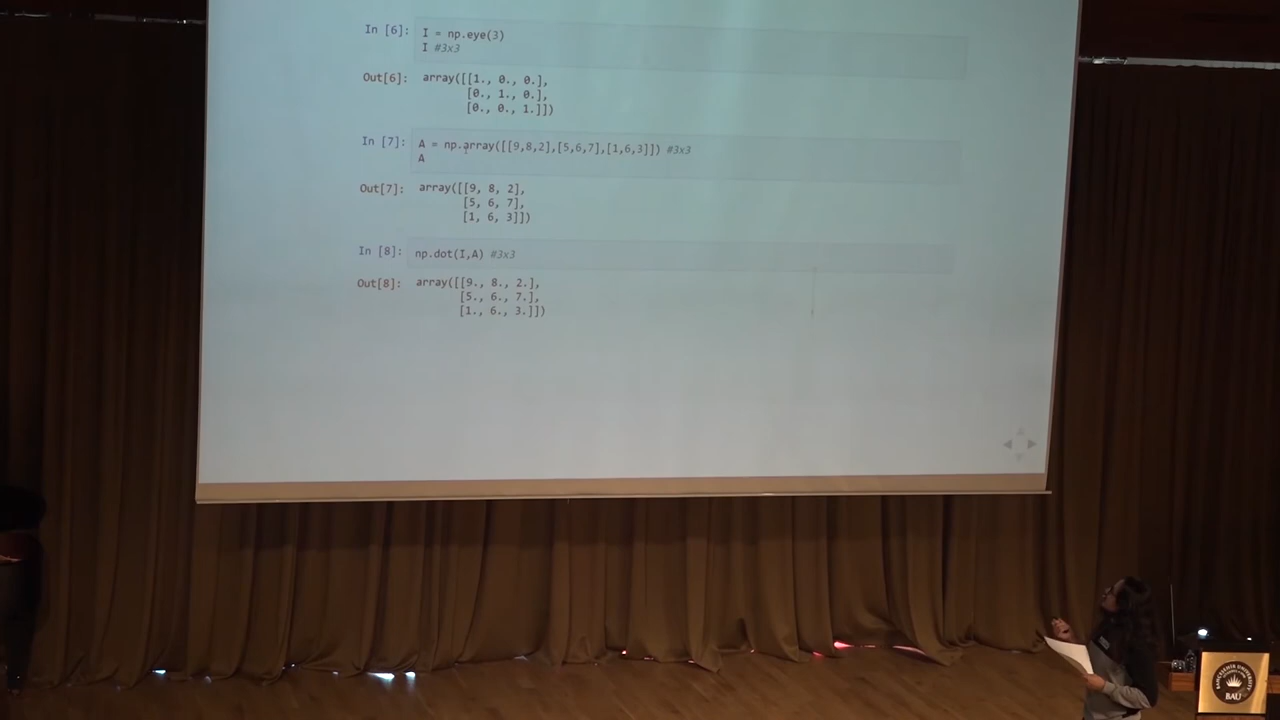 In [6]: I = np.eye(3)
I #3x3
Out[6]: array([[1., 0., 0.],
[0., 1., 0.],
[0., 0., 1.]])
In [7]: A = np.array([[9,8,2],[5,6,7],[1,6,3]]) #3x3
A
Out[7]: array([[9, 8, 2],
[5, 6, 7],
[1, 6, 3]])
In [8]: np.dot(I,A) #3x3
Out[8]: array([[9., 8., 2.],
[5., 6., 7.],
[1., 6., 3.]])
BAHÇEŞEHİR UNIVERSITY
BAU